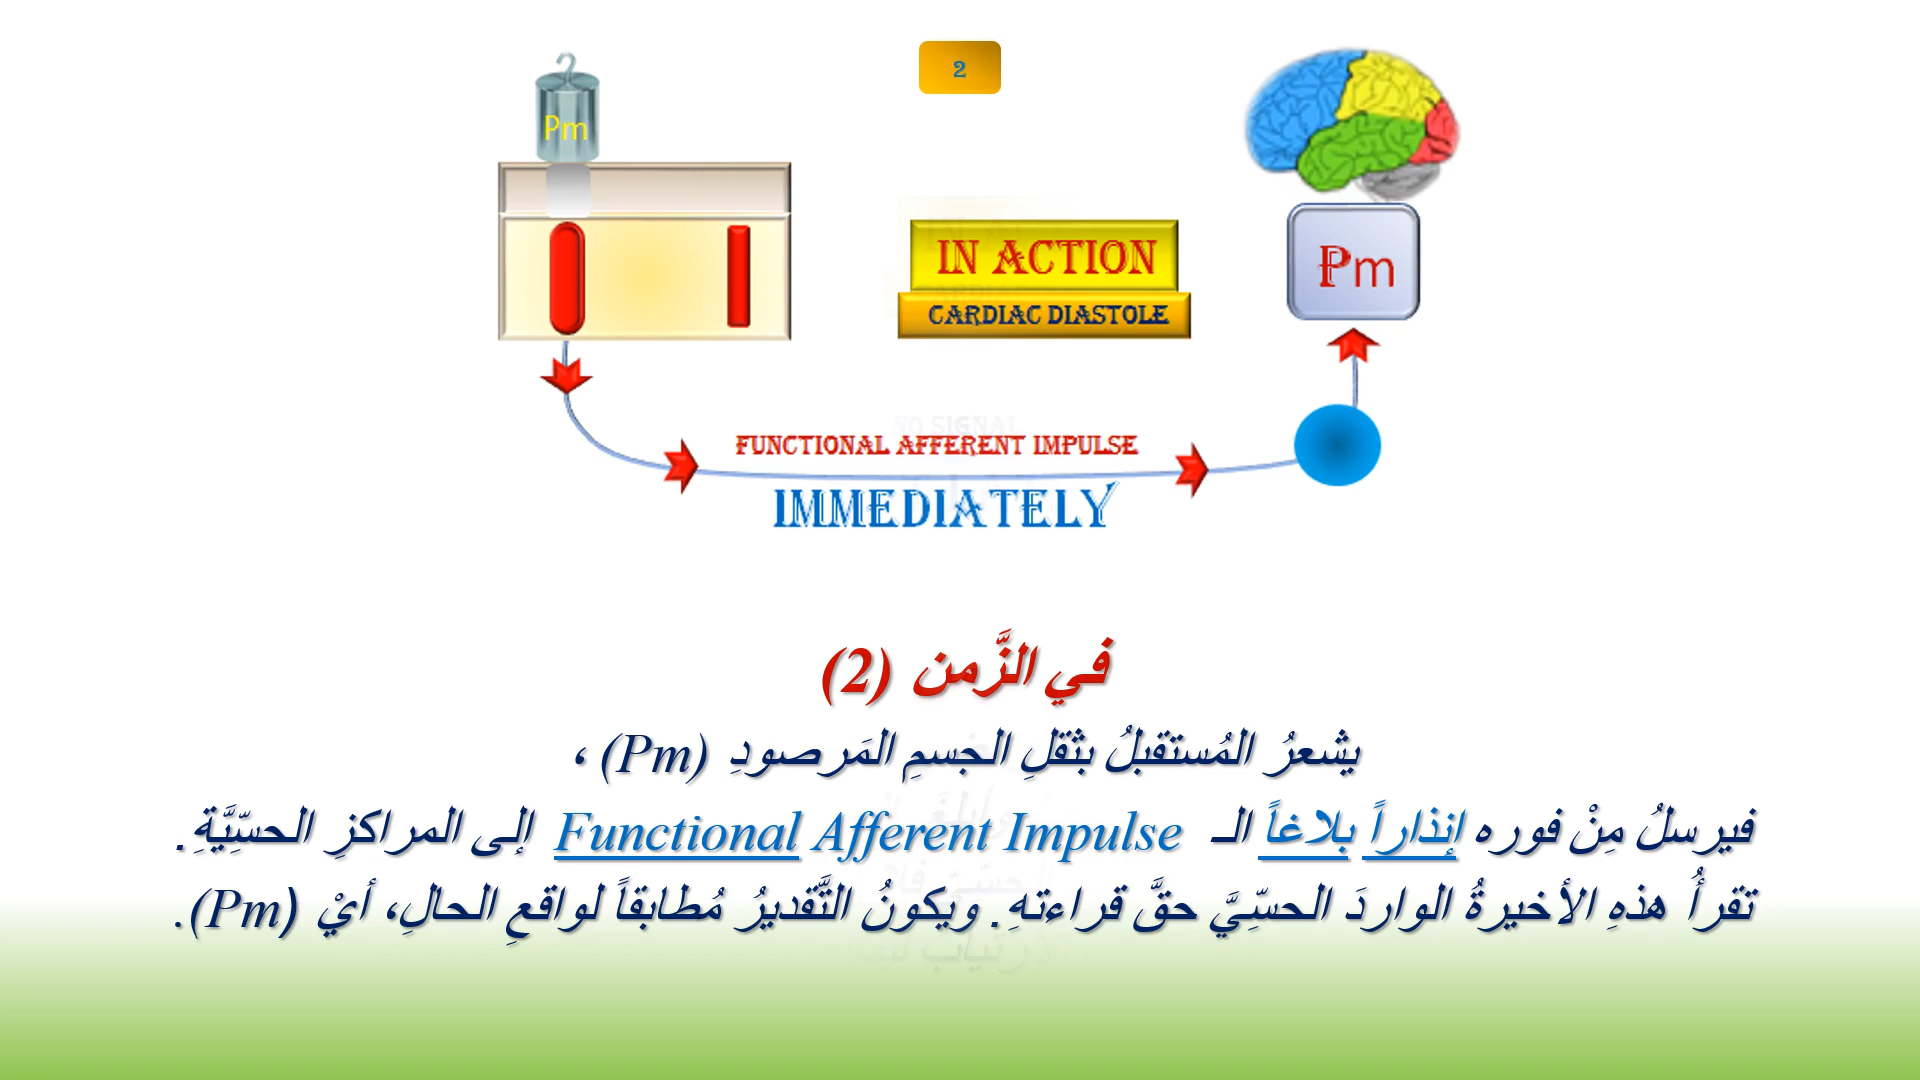 2
Pm
IN ACTION
CARDIAC DIASTOLE
Pm
NO SIGNAL
FUNCTIONAL AFFERENT IMPULSE
IMMEDIATELY
في الزَّمن (2)
يشعرُ المُستقبلُ بثقلِ الجسمِ المَرصودِ (Pm) ،
فيرسلُ مِنْ فوره إنذاراً بلاغاً الـ Functional Afferent Impulse إلى المراكزِ الحسّيَّةِ.
تقرأُ هذهِ الأخيرةُ الواردَ الحسّيَّ حقَّ قراءتهِ. ويكونُ التَّقديرُ مُطابقاً لواقعِ الحالِ، أيْ (Pm).